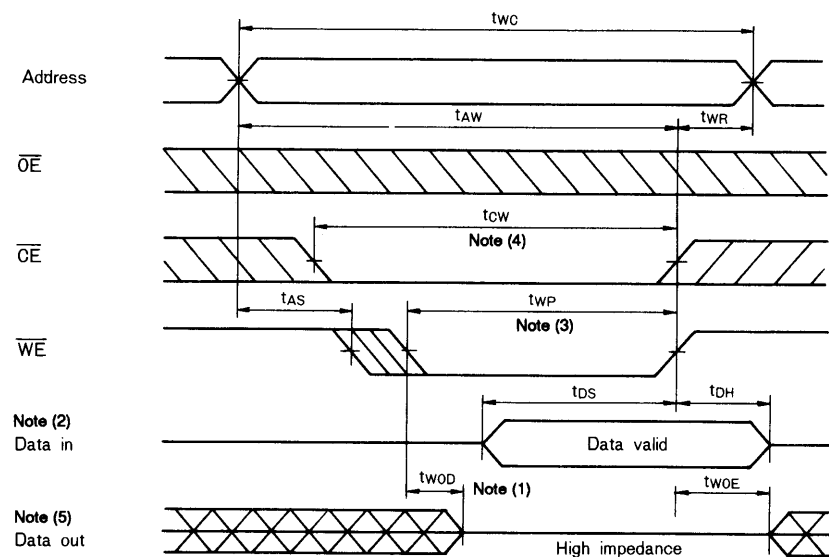 tWC
Address
tAW
tWR
OE
tCW
Note (4)
CE
tAS
tWP
Note (3)
WE
tDS
tDH
Note (2)
Data in
Data valid
tWOD
Note (1)
tWOE
Note (5)
Data out
High impedance